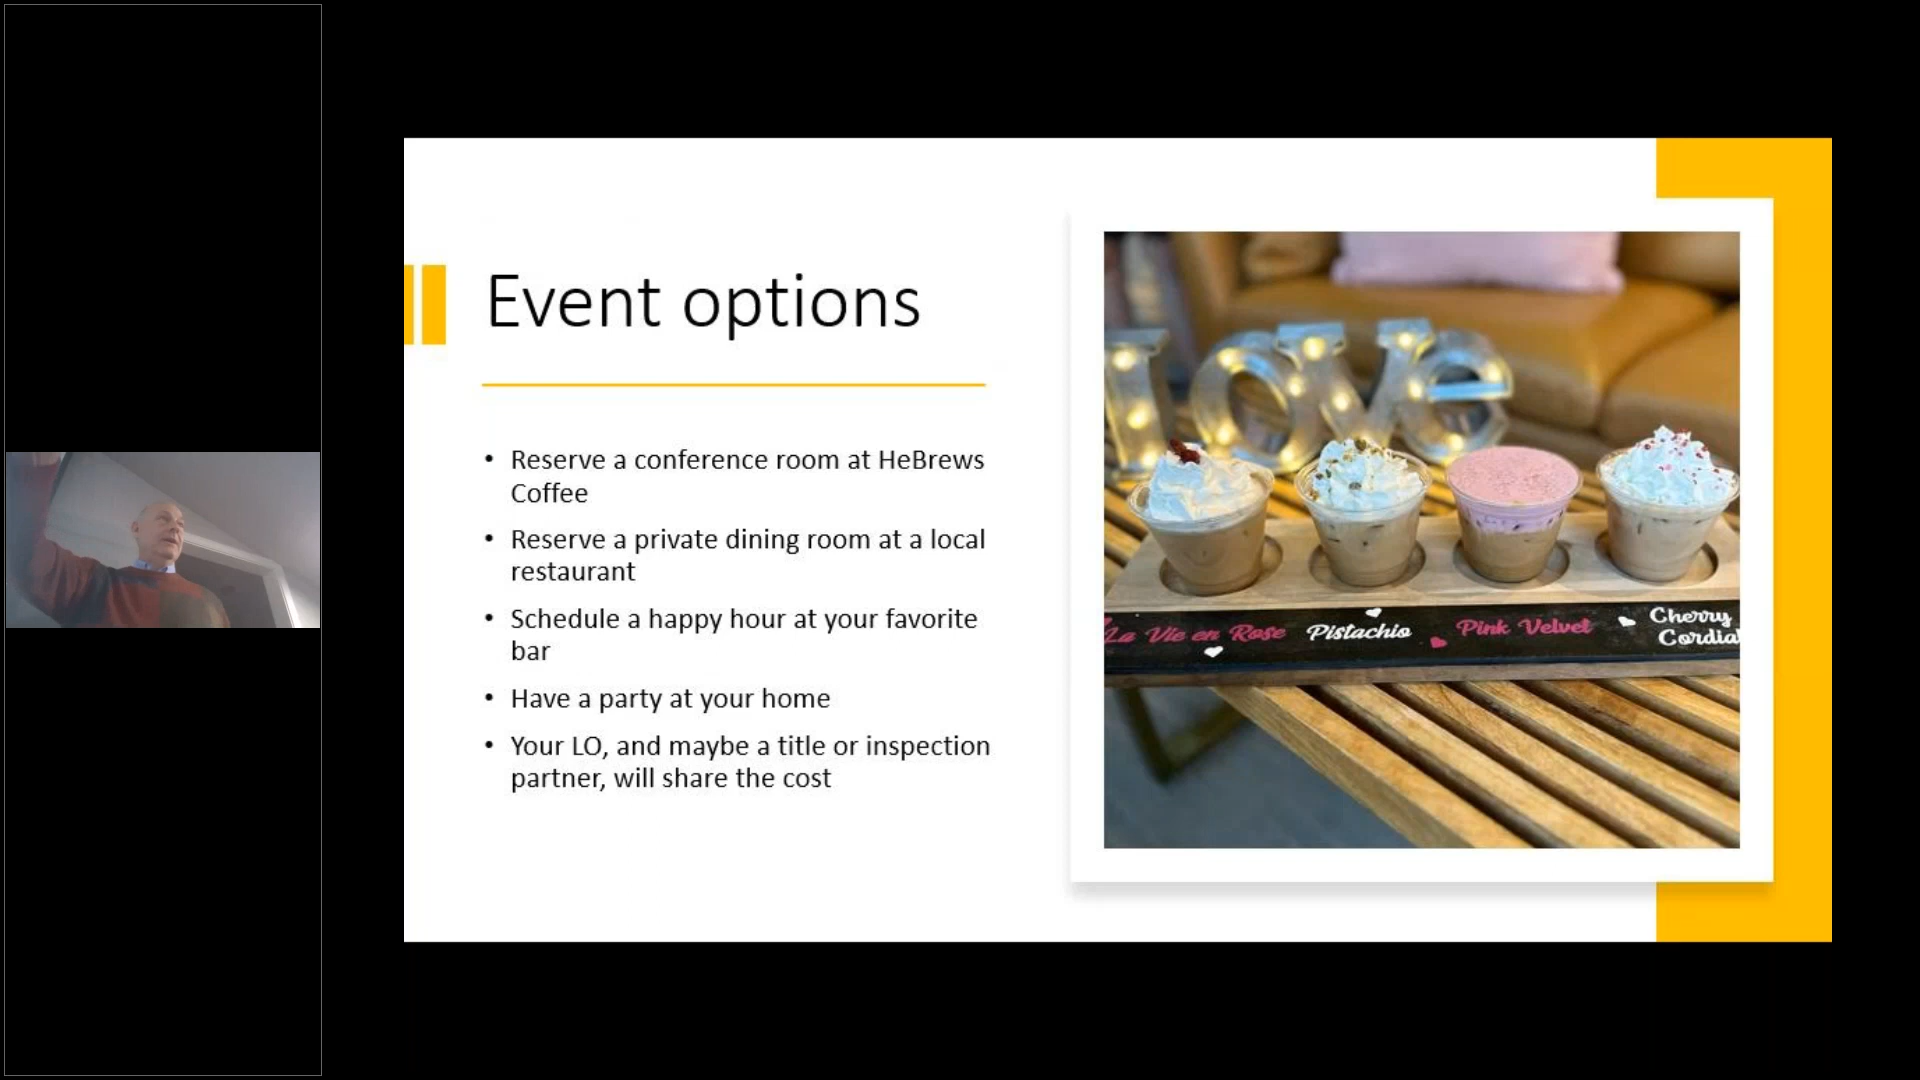 Event options
• Reserve a conference room at HeBrews
Coffee
• Reserve a private dining room at a local
restaurant
• Schedule a happy hour at your favorite
bar
• Have a party at your home
• Your LO, and maybe a title or inspection
partner, will share the cost
love
La Vie en Rose
Pistachio
Pink Velvet
Cherry
Cordial